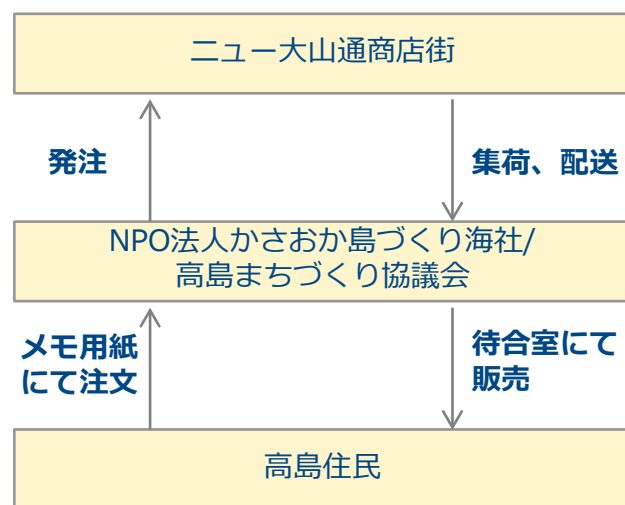 ニュー大山通商店街
発注
集荷、配送
NPO法人かさおか島づくり海社/
高島まちづくり協議会
メモ用紙
にて注文
待合室にて
販売
高島住民